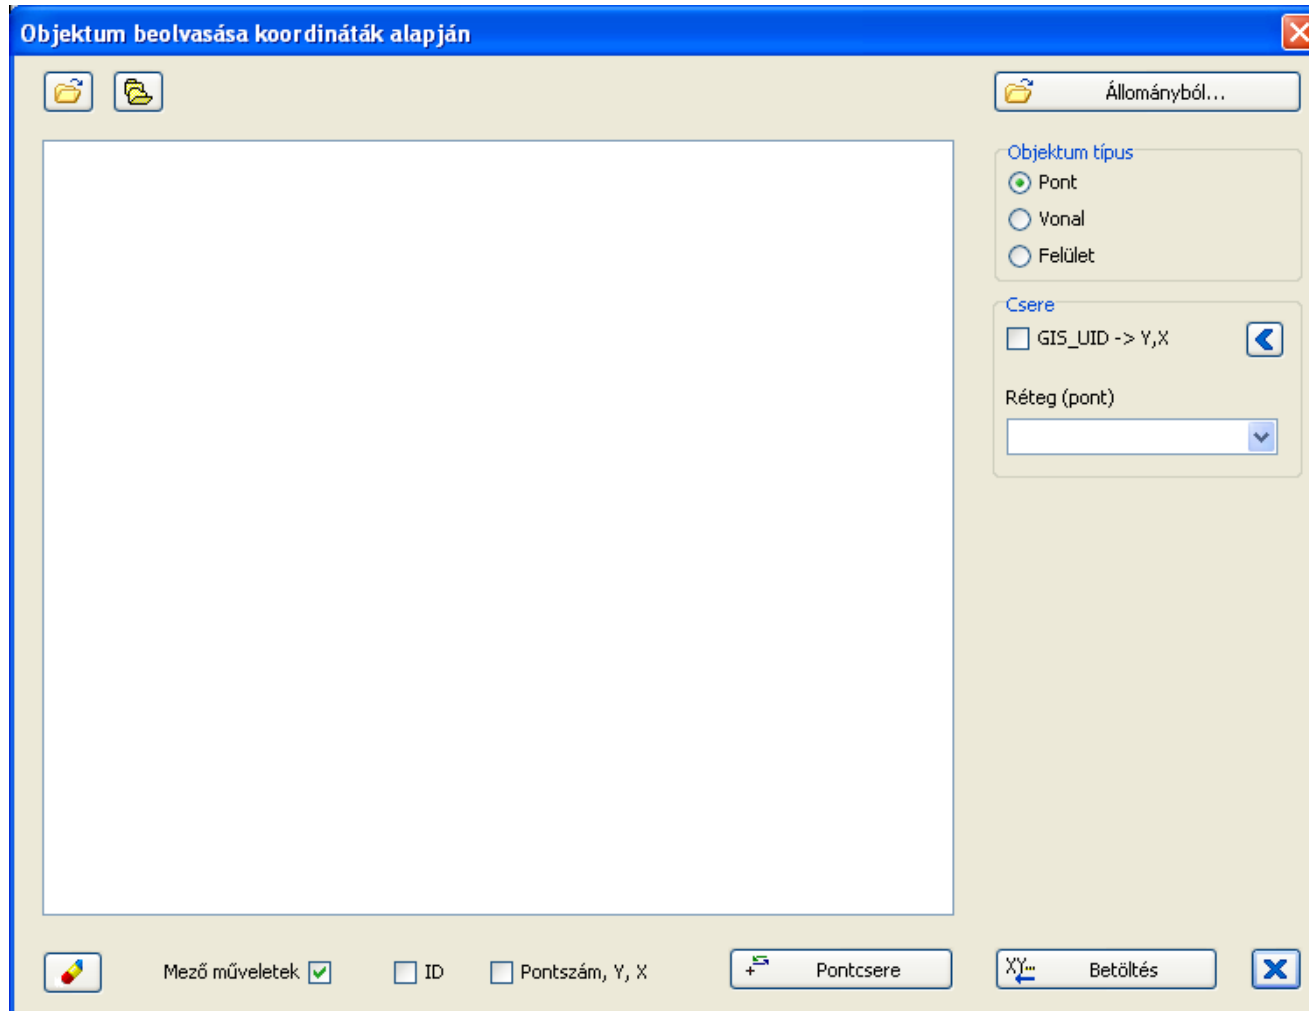 Objektum beolvasása koordináták alapján
Állományból...
Objektum típus
Pont
Vonal
Felület
Csere
GIS_UID -> Y,X
Réteg (pont)
Mező műveletek
ID
Pontszám, Y, X
Pontcsere
XY... Betöltés